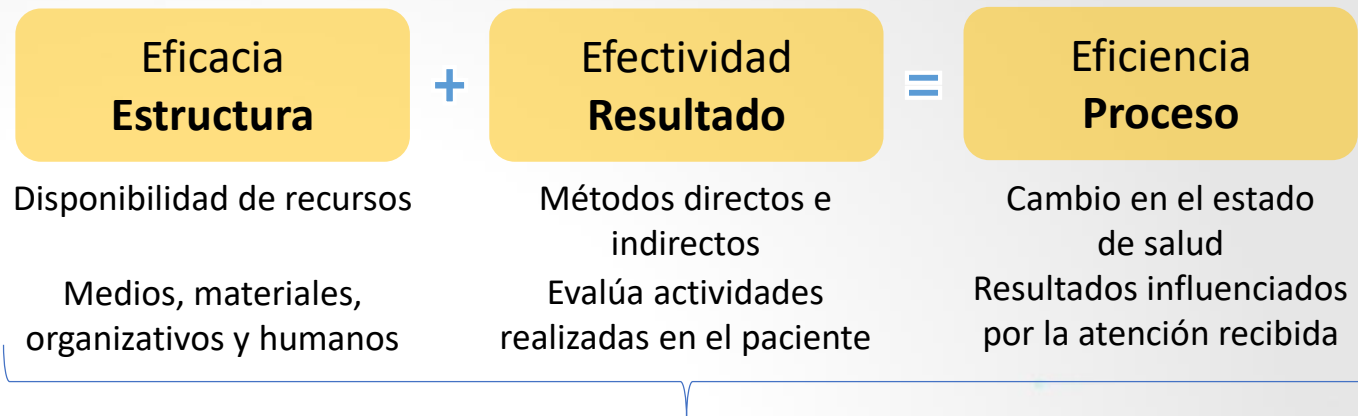 Eficacia
Estructura
+
Efectividad
Resultado
=
Eficiencia
Proceso
Disponibilidad de recursos
Medios, materiales,
organizativos y humanos
Métodos directos e
indirectos
Evalúa actividades
realizadas en el paciente
Cambio en el estado
de salud
Resultados influenciados
por la atención recibida